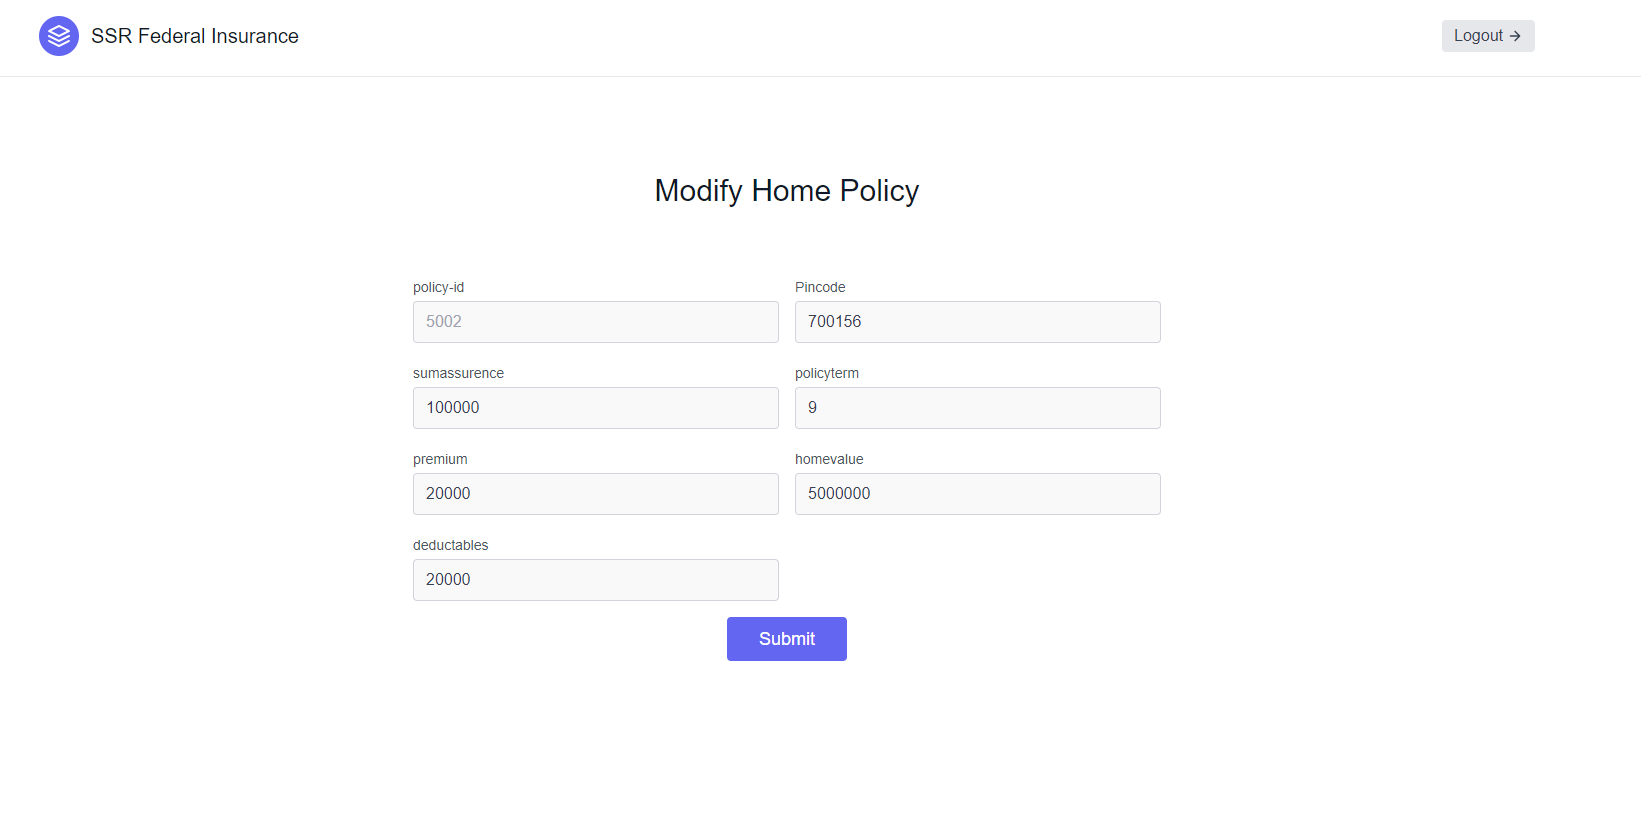 SSR Federal Insurance
Logout →
Modify Home Policy
policy-id
Pincode
5002
700156
sumassurence
policyterm
100000
9
premium
homevalue
20000
5000000
deductables
20000
Submit